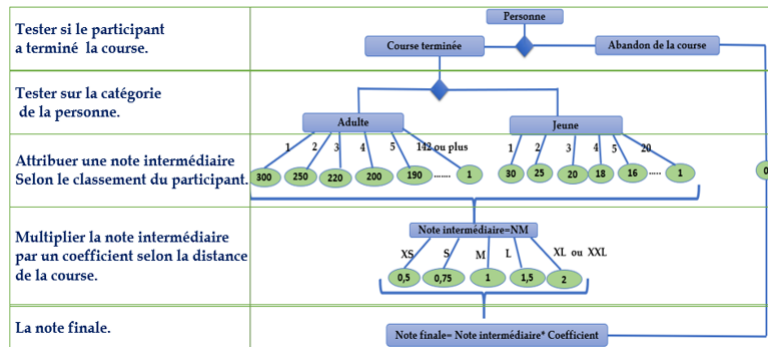 Tester si le participant
a terminé la course.
Personne
Course terminée
Abandon de la course
Tester sur la catégorie
de la personne.
Adulte
Jeune
Attribuer une note intermédiaire
Selon le classement du participant.
1 2 3 4 5 142 ou plus
1 2 3 4 5 20
300 250 220 200 190 ....... 1
30 25 20 18 16 ..... 1
0
Multiplier la note intermédiaire
par un coefficient selon la distance
de la course.
Note intermédiaire=NM
XS S M L XL ou XXL
0,5 0,75 1 1,5 2
La note finale.
Note finale= Note intermédiaire* Coefficient